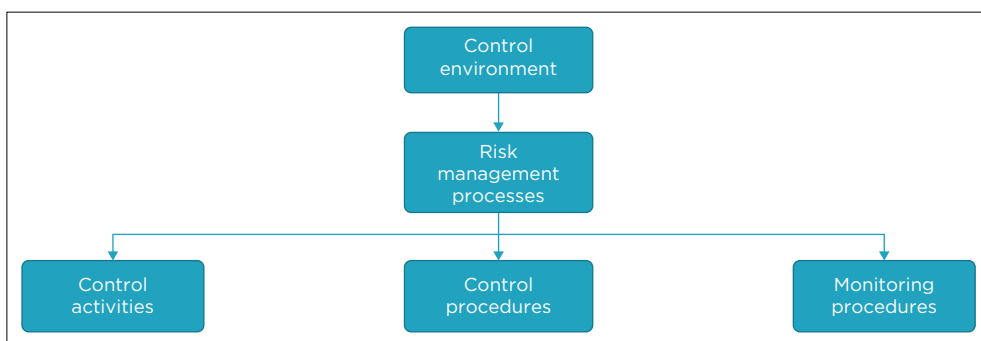 Control
environment
Risk
management
processes
Control
activities
Control
procedures
Monitoring
procedures